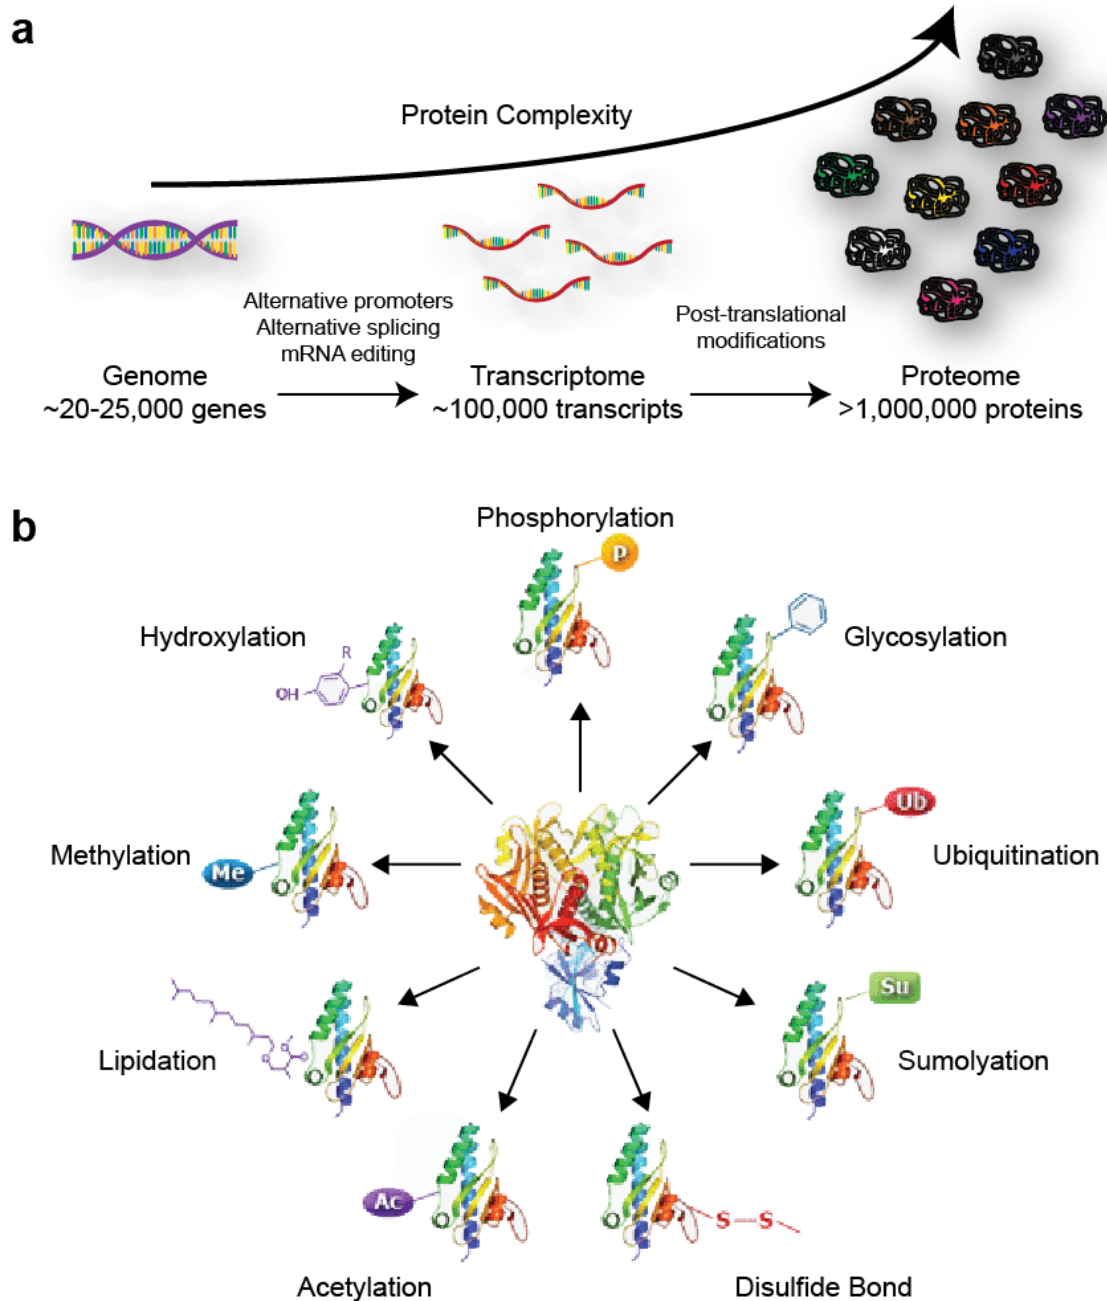 a
Protein Complexity
Alternative promoters
Alternative splicing
mRNA editing
Post-translational
modifications
Genome
~20-25,000 genes
Transcriptome
~100,000 transcripts
Proteome
>1,000,000 proteins
b
Phosphorylation
P
Hydroxylation
R
OH
Glycosylation
Methylation
Me
Ub
Ubiquitination
Lipidation
Su
Sumolyation
Ac
Acetylation
S—S
Disulfide Bond